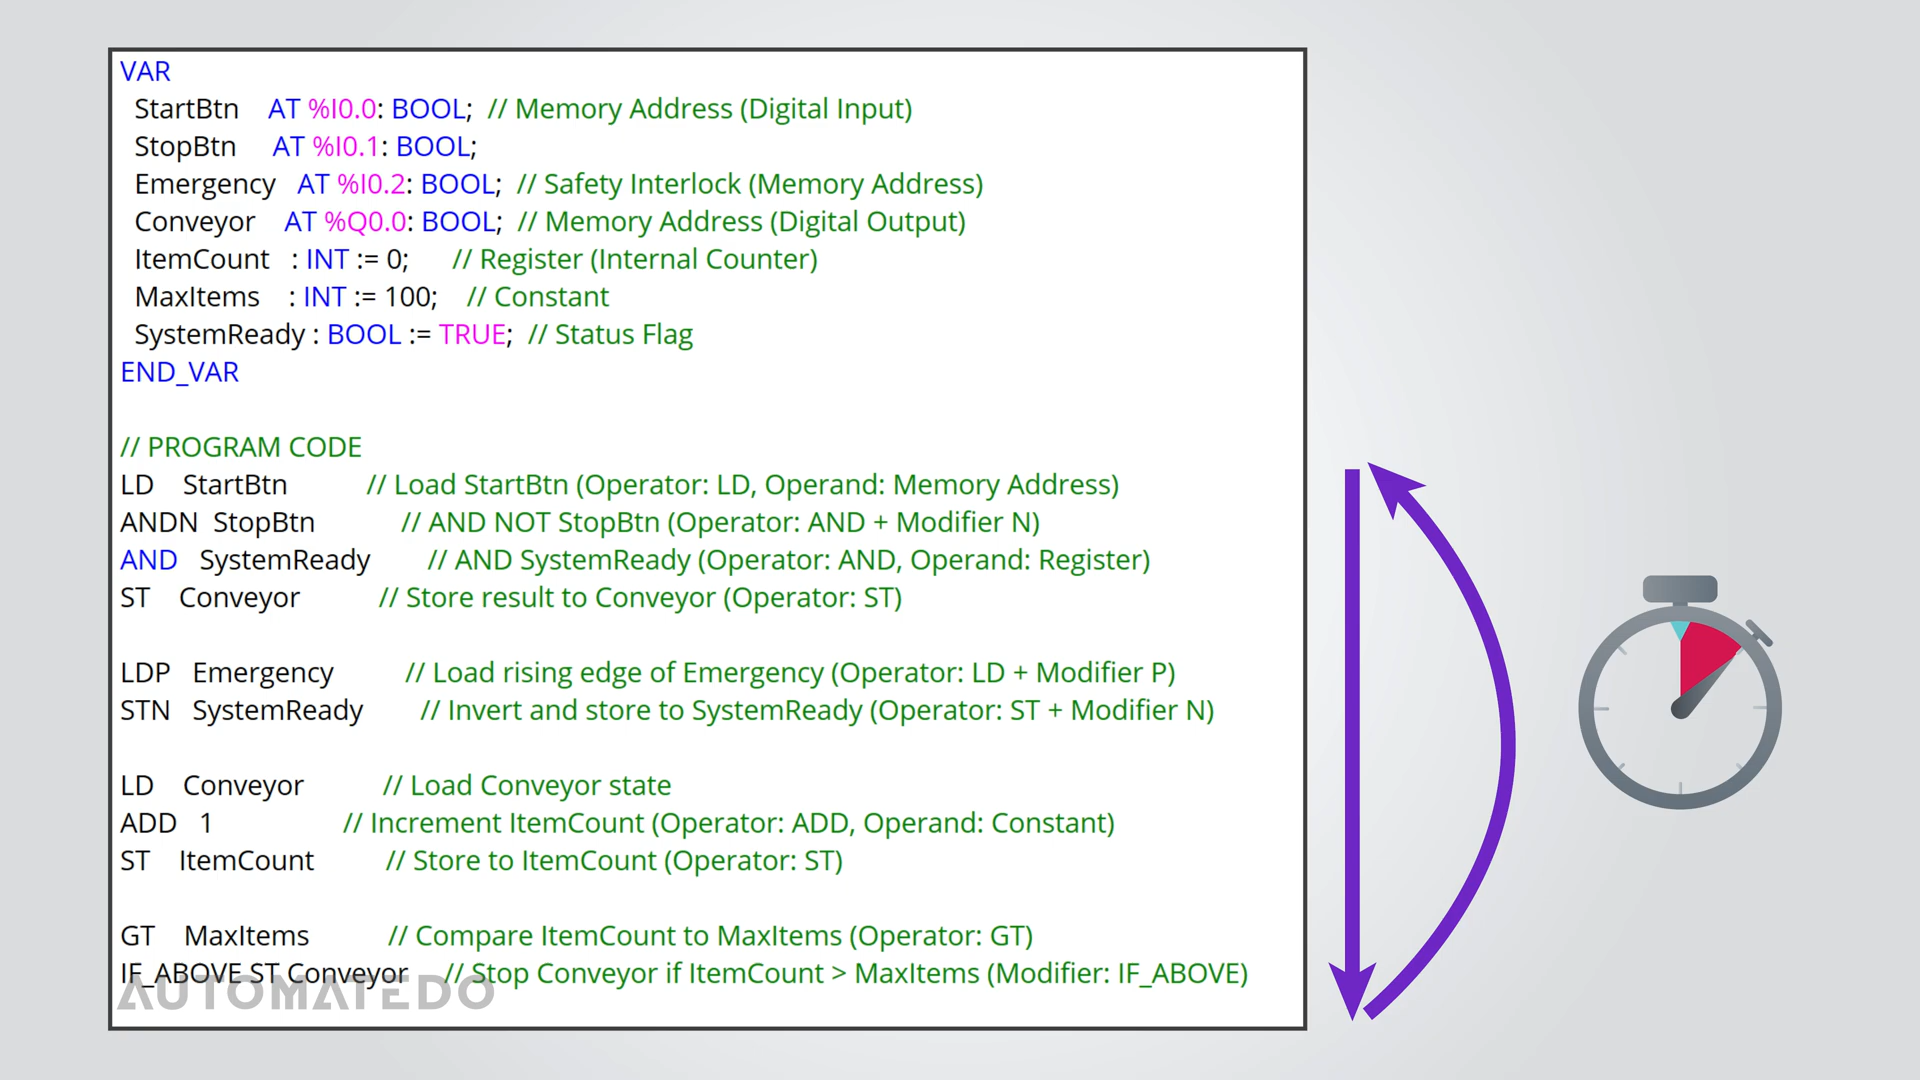 VAR
StartBtn AT %I0.0: BOOL; // Memory Address (Digital Input)
StopBtn AT %I0.1: BOOL;
Emergency AT %I0.2: BOOL; // Safety Interlock (Memory Address)
Conveyor AT %Q0.0: BOOL; // Memory Address (Digital Output)
ItemCount : INT := 0; // Register (Internal Counter)
MaxItems : INT := 100; // Constant
SystemReady : BOOL := TRUE; // Status Flag
END_VAR
// PROGRAM CODE
LD StartBtn // Load StartBtn (Operator: LD, Operand: Memory Address)
ANDN StopBtn // AND NOT StopBtn (Operator: AND + Modifier N)
AND SystemReady // AND SystemReady (Operator: AND, Operand: Register)
ST Conveyor // Store result to Conveyor (Operator: ST)
LDP Emergency // Load rising edge of Emergency (Operator: LD + Modifier P)
STN SystemReady // Invert and store to SystemReady (Operator: ST + Modifier N)
LD Conveyor // Load Conveyor state
ADD 1 // Increment ItemCount (Operator: ADD, Operand: Constant)
ST ItemCount // Store to ItemCount (Operator: ST)
GT MaxItems // Compare ItemCount to MaxItems (Operator: GT)
IF_ABOVE ST Conveyor // Stop Conveyor if ItemCount > MaxItems (Modifier: IF_ABOVE)
AUTOMATEDO